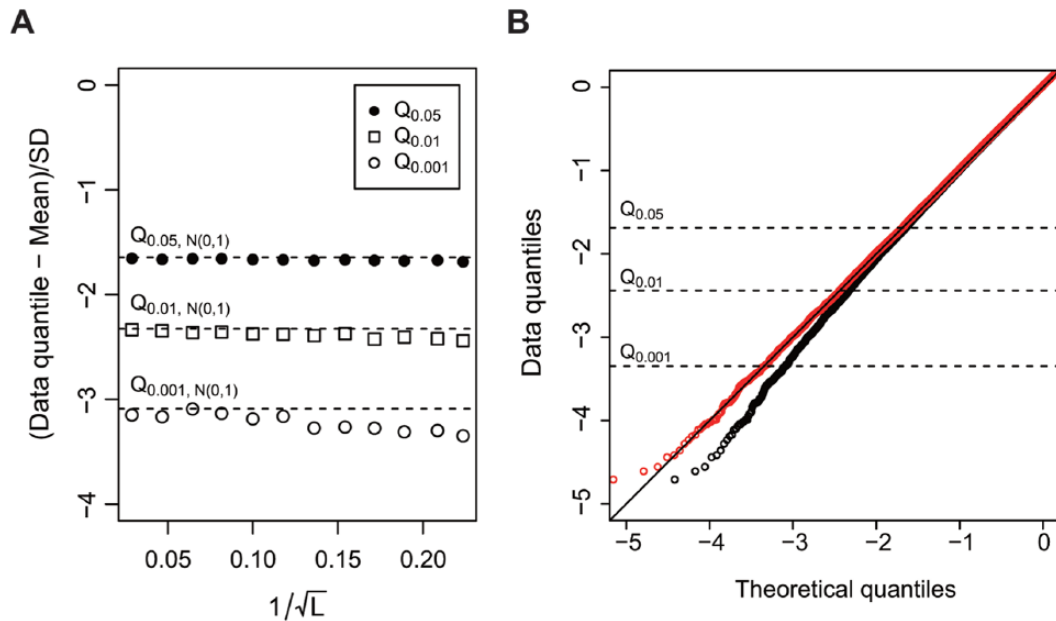 A
(Data quantile − Mean)/SD
0
−1
−2
−3
−4
Q0.05
Q0.01
Q0.001
Q0.05, N(0,1)
Q0.01, N(0,1)
Q0.001, N(0,1)
0.05 0.10 0.15 0.20
1/√L
B
Data quantiles
0
−1
−2
−3
−4
−5
Q0.05
Q0.01
Q0.001
−5 −4 −3 −2 −1 0
Theoretical quantiles